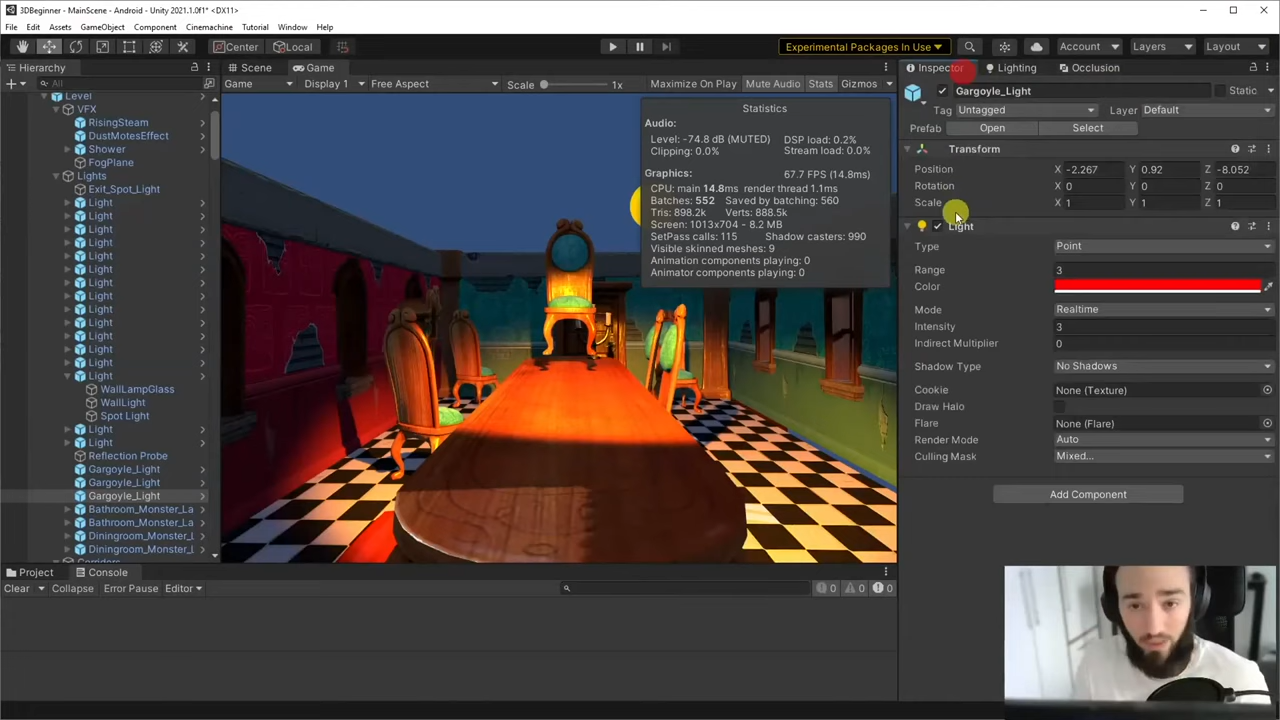 3DBeginner - MainScene - Android - Unity 2021.1.0f1* <DX11>
File Edit Assets GameObject Component Cinemachine Tutorial Window Help
Center Local Experimental Packages In Use Account Layers Layout
Hierarchy Scene Game Inspector Lighting Occlusion
All Game Display 1 Free Aspect Scale 1x Maximize On Play Mute Audio Stats Gizmos
Level
VFX
RisingSteam
DustMotesEffect
Shower
FogPlane
Lights
Exit_Spot_Light
Light
Light
Light
Light
Light
Light
Light
Light
Light
Light
Light
Light
Light
Light
WallLampGlass
WallLight
Spot Light
Light
Light
Reflection Probe
Gargoyle_Light
Gargoyle_Light
Gargoyle_Light
Bathroom_Monster_La
Bathroom_Monster_La
Diningroom_Monster_L
Diningroom_Monster_L
Corridors
Statistics
Audio:
Level: -74.8 dB (MUTED) DSP load: 0.2%
Clipping: 0.0% Stream load: 0.0%
Graphics: 67.7 FPS (14.8ms)
CPU: main 14.8ms render thread 1.1ms
Batches: 552 Saved by batching: 560
Tris: 898.2k Verts: 888.5k
Screen: 1013x704 - 8.2 MB
SetPass calls: 115 Shadow casters: 990
Visible skinned meshes: 9
Animation components playing: 0
Animator components playing: 0
Gargoyle_Light Static
Tag Untagged Layer Default
Prefab Open Select
Transform
Position X -2.267 Y 0.92 Z -8.052
Rotation X 0 Y 0 Z 0
Scale X 1 Y 1 Z 1
Light
Type Point
Range 3
Color
Mode Realtime
Intensity 3
Indirect Multiplier 0
Shadow Type No Shadows
Cookie None (Texture)
Draw Halo
Flare None (Flare)
Render Mode Auto
Culling Mask Mixed...
Add Component
Project Console
Clear Collapse Error Pause Editor 0 0 0